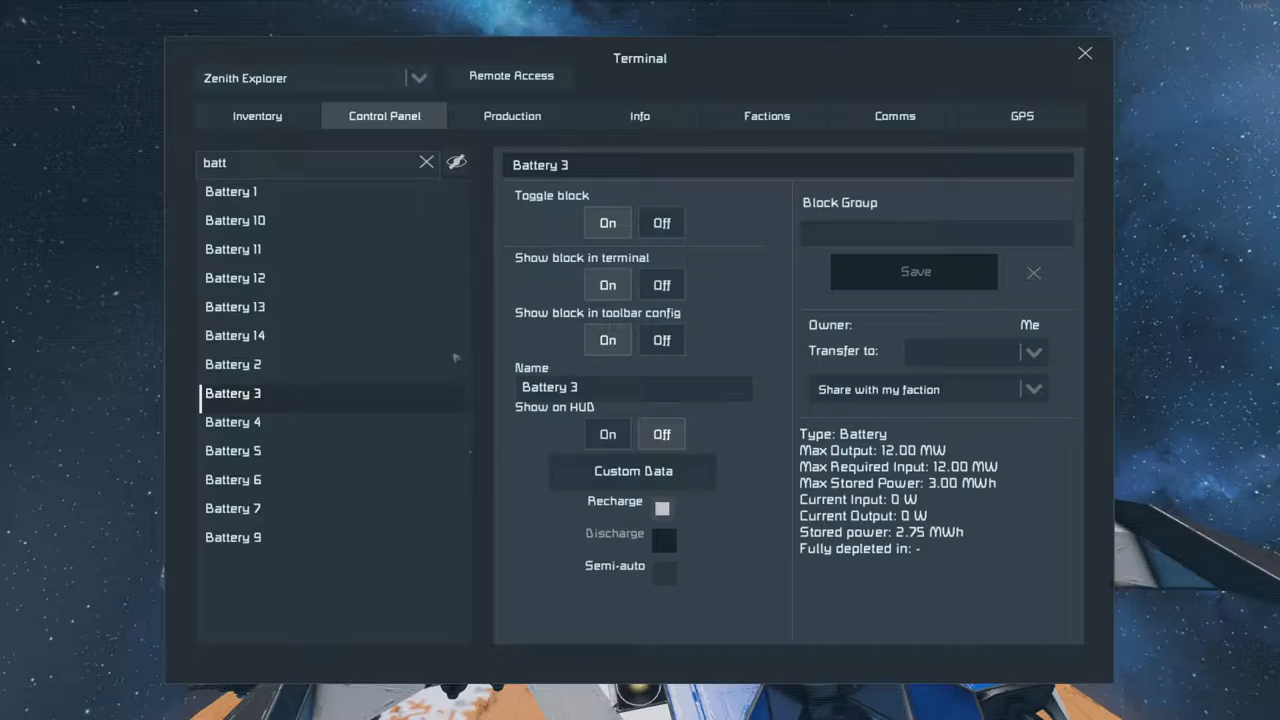 Terminal
Zenith Explorer
Remote Access
Inventory
Control Panel
Production
Info
Factions
Comms
GPS
batt
Battery 1
Battery 10
Battery 11
Battery 12
Battery 13
Battery 14
Battery 2
Battery 3
Battery 4
Battery 5
Battery 6
Battery 7
Battery 9
Battery 3
Toggle block
On Off
Show block in terminal
On Off
Show block in toolbar config
On Off
Name
Battery 3
Show on HUD
On Off
Custom Data
Recharge
Discharge
Semi-auto
Block Group
Save
Owner: Me
Transfer to:
Share with my faction
Type: Battery
Max Output: 12.00 MW
Max Required Input: 12.00 MW
Max Stored Power: 3.00 MWh
Current Input: 0 W
Current Output: 0 W
Stored power: 2.75 MWh
Fully depleted in: -